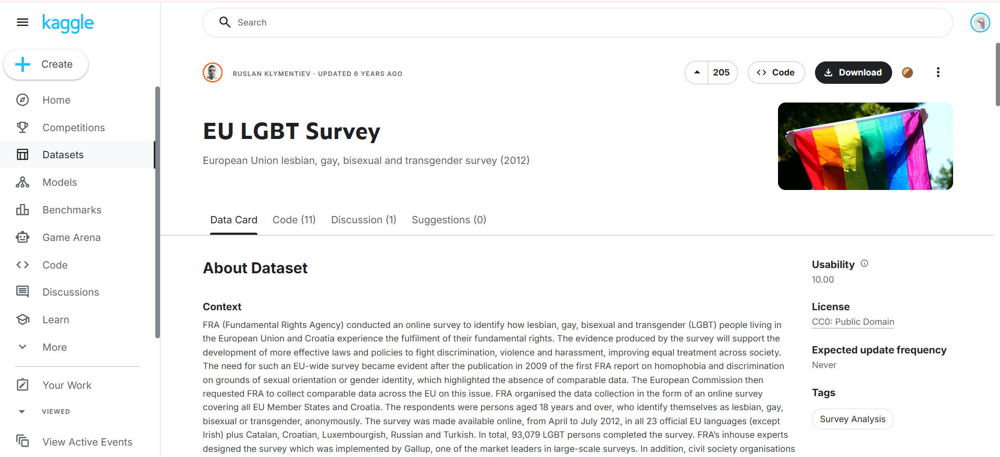 kaggle
Search
Create
Home
Competitions
Datasets
Models
Benchmarks
Game Arena
Code
Discussions
Learn
More
Your Work
VIEWED
View Active Events
RUSLAN KLYMENTIEV · UPDATED 6 YEARS AGO
205
Code
Download
EU LGBT Survey
European Union lesbian, gay, bisexual and transgender survey (2012)
Data Card
Code (11)
Discussion (1)
Suggestions (0)
About Dataset
Context
FRA (Fundamental Rights Agency) conducted an online survey to identify how lesbian, gay, bisexual and transgender (LGBT) people living in
the European Union and Croatia experience the fulfilment of their fundamental rights. The evidence produced by the survey will support the
development of more effective laws and policies to fight discrimination, violence and harassment, improving equal treatment across society.
The need for such an EU-wide survey became evident after the publication in 2009 of the first FRA report on homophobia and discrimination
on grounds of sexual orientation or gender identity, which highlighted the absence of comparable data. The European Commission then
requested FRA to collect comparable data across the EU on this issue. FRA organised the data collection in the form of an online survey
covering all EU Member States and Croatia. The respondents were persons aged 18 years and over, who identify themselves as lesbian, gay,
bisexual or transgender, anonymously. The survey was made available online, from April to July 2012, in all 23 official EU languages (except
Irish) plus Catalan, Croatian, Luxembourgish, Russian and Turkish. In total, 93,079 LGBT persons completed the survey. FRA’s inhouse experts
designed the survey which was implemented by Gallup, one of the market leaders in large-scale surveys. In addition, civil society organisations
Usability
10.00
License
CC0: Public Domain
Expected update frequency
Never
Tags
Survey Analysis